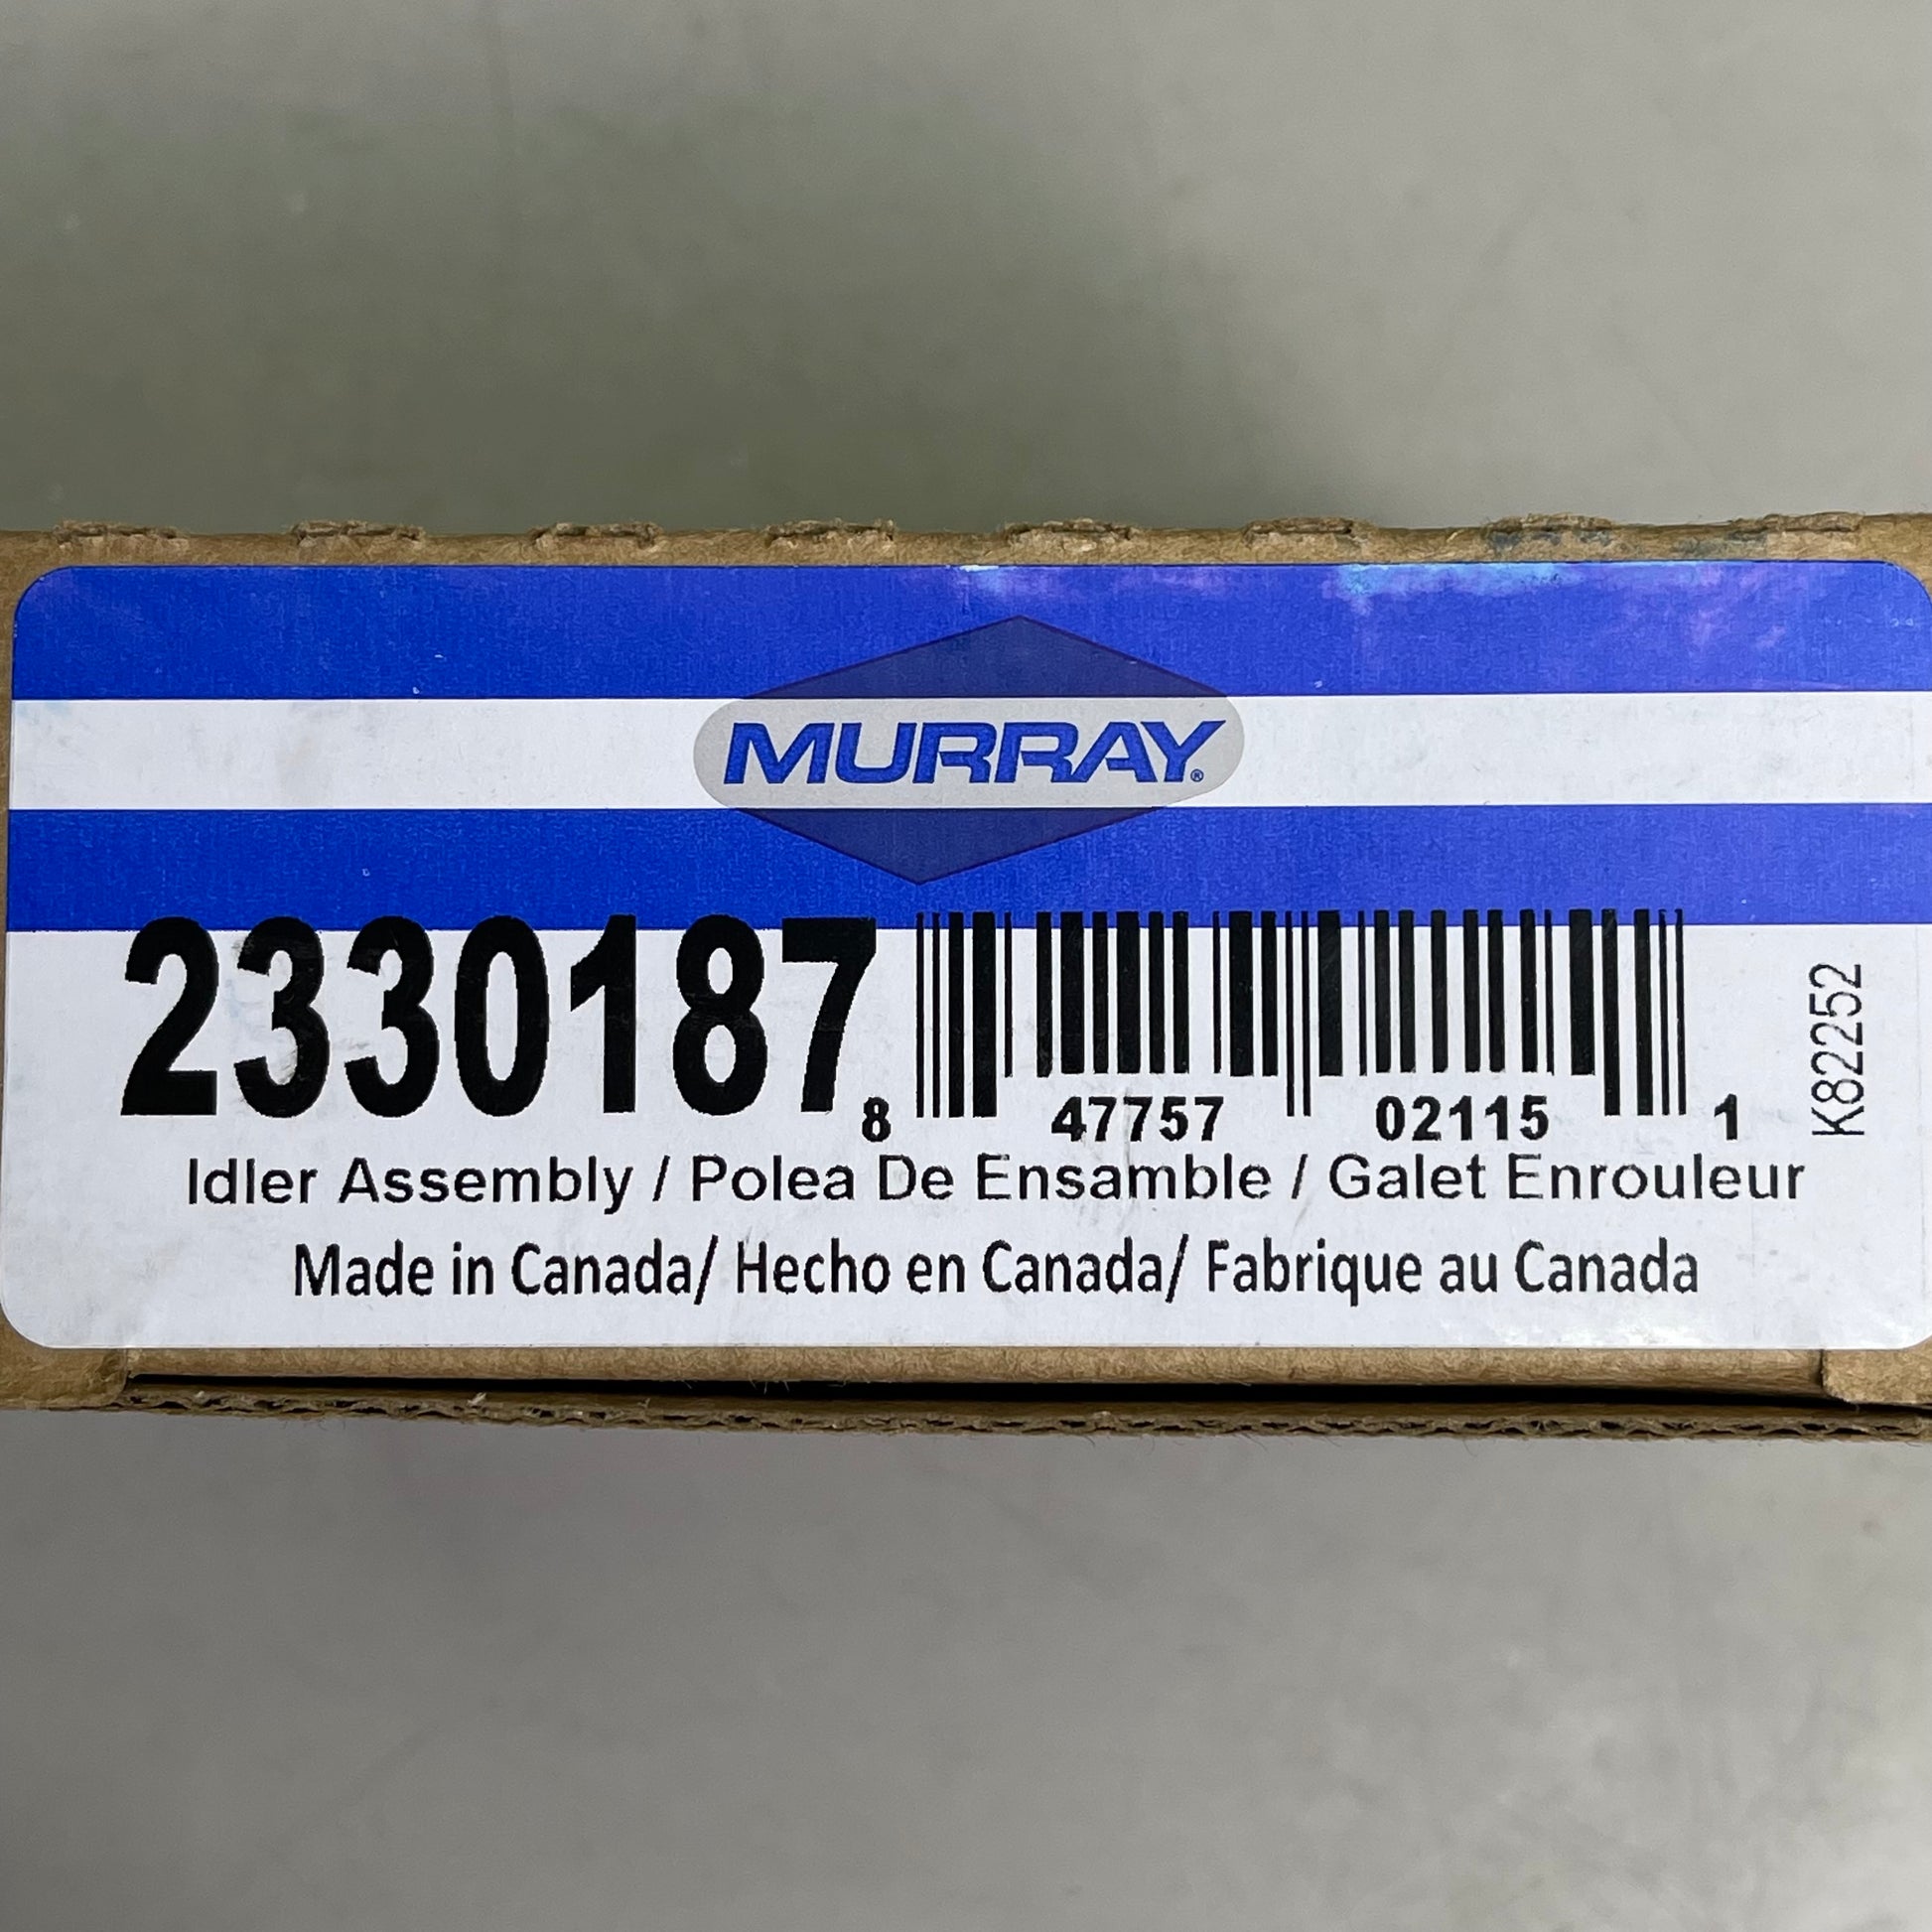 MURRAY®
2330187
8 47757 02115 1
K82252
Idler Assembly / Polea De Ensamble / Galet Enrouleur
Made in Canada/ Hecho en Canada/ Fabrique au Canada